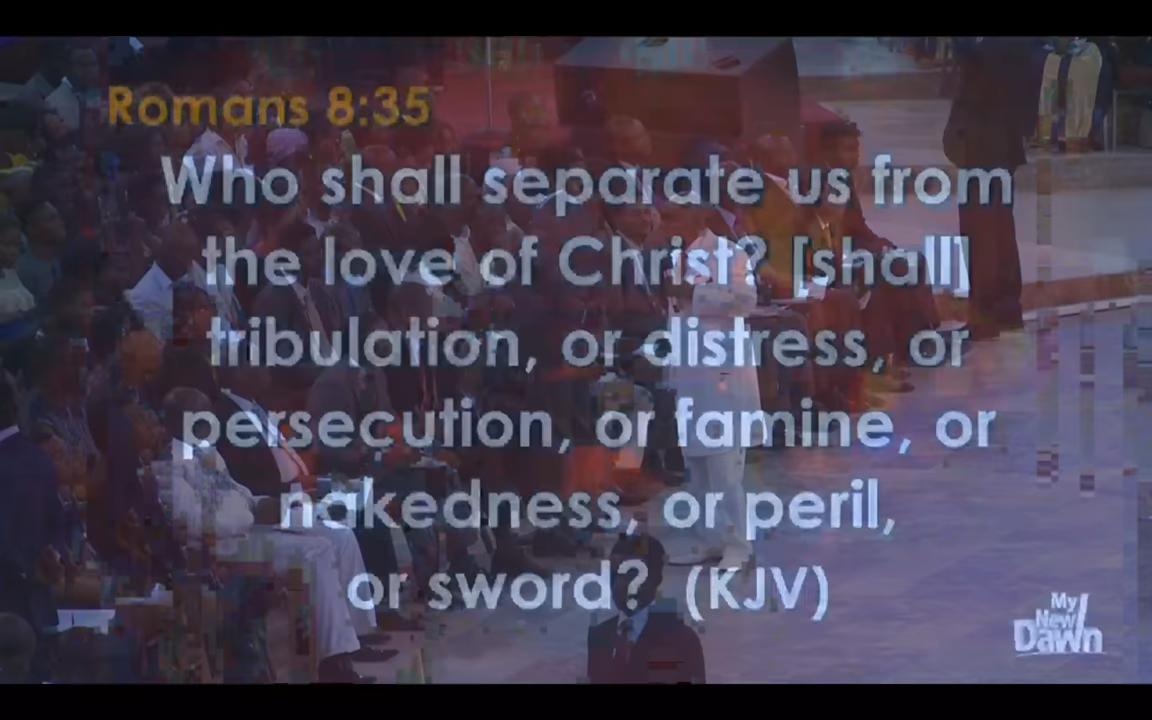 Romans 8:35
Who shall separate us from
the love of Christ? [shall]
tribulation, or distress, or
persecution, or famine, or
nakedness, or peril,
or sword? (KJV)
My
New
Dawn